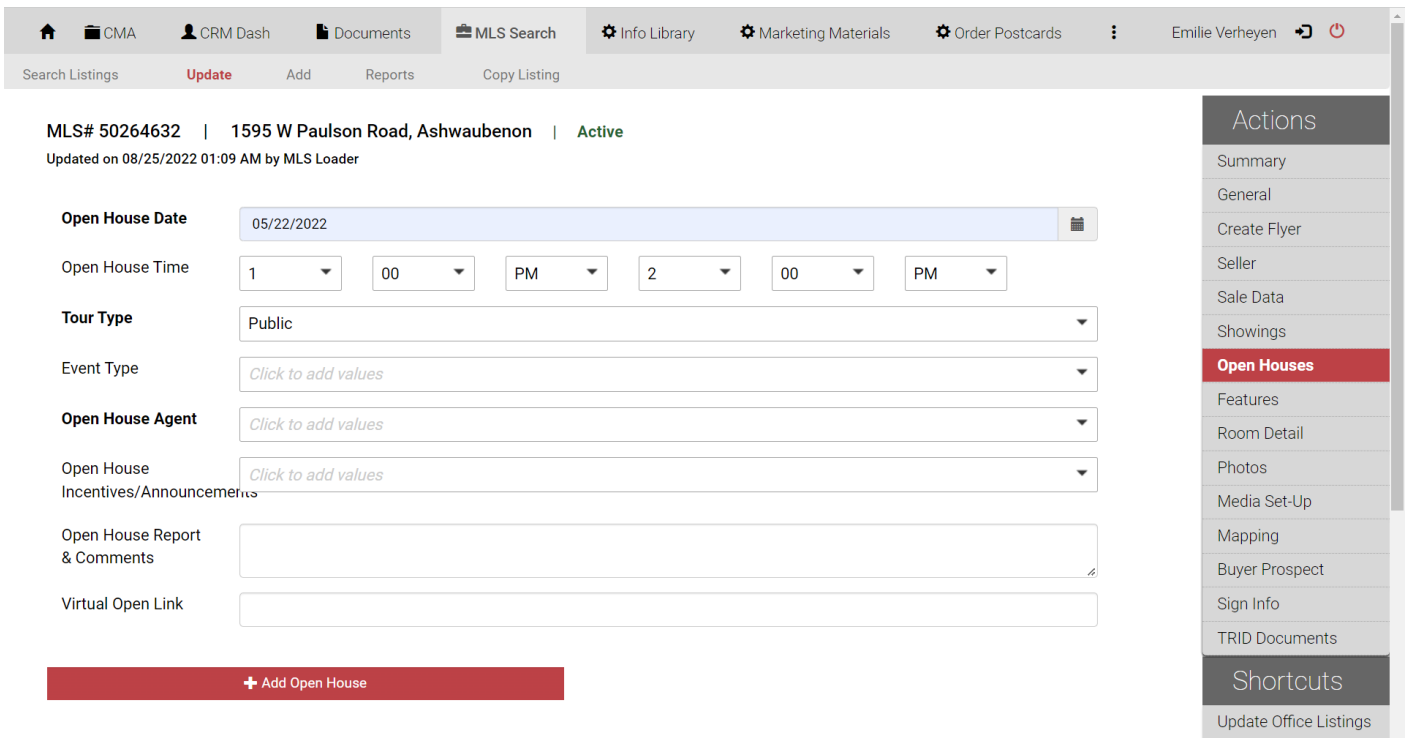 CMA CRM Dash Documents MLS Search Info Library Marketing Materials Order Postcards Emilie Verheyen
Search Listings Update Add Reports Copy Listing
MLS# 50264632 | 1595 W Paulson Road, Ashwaubenon | Active
Updated on 08/25/2022 01:09 AM by MLS Loader
Open House Date 05/22/2022
Open House Time 1 00 PM 2 00 PM
Tour Type Public
Event Type Click to add values
Open House Agent Click to add values
Open House
Incentives/Announcements Click to add values
Open House Report
& Comments
Virtual Open Link
Add Open House
Actions
Summary
General
Create Flyer
Seller
Sale Data
Showings
Open Houses
Features
Room Detail
Photos
Media Set-Up
Mapping
Buyer Prospect
Sign Info
TRID Documents
Shortcuts
Update Office Listings